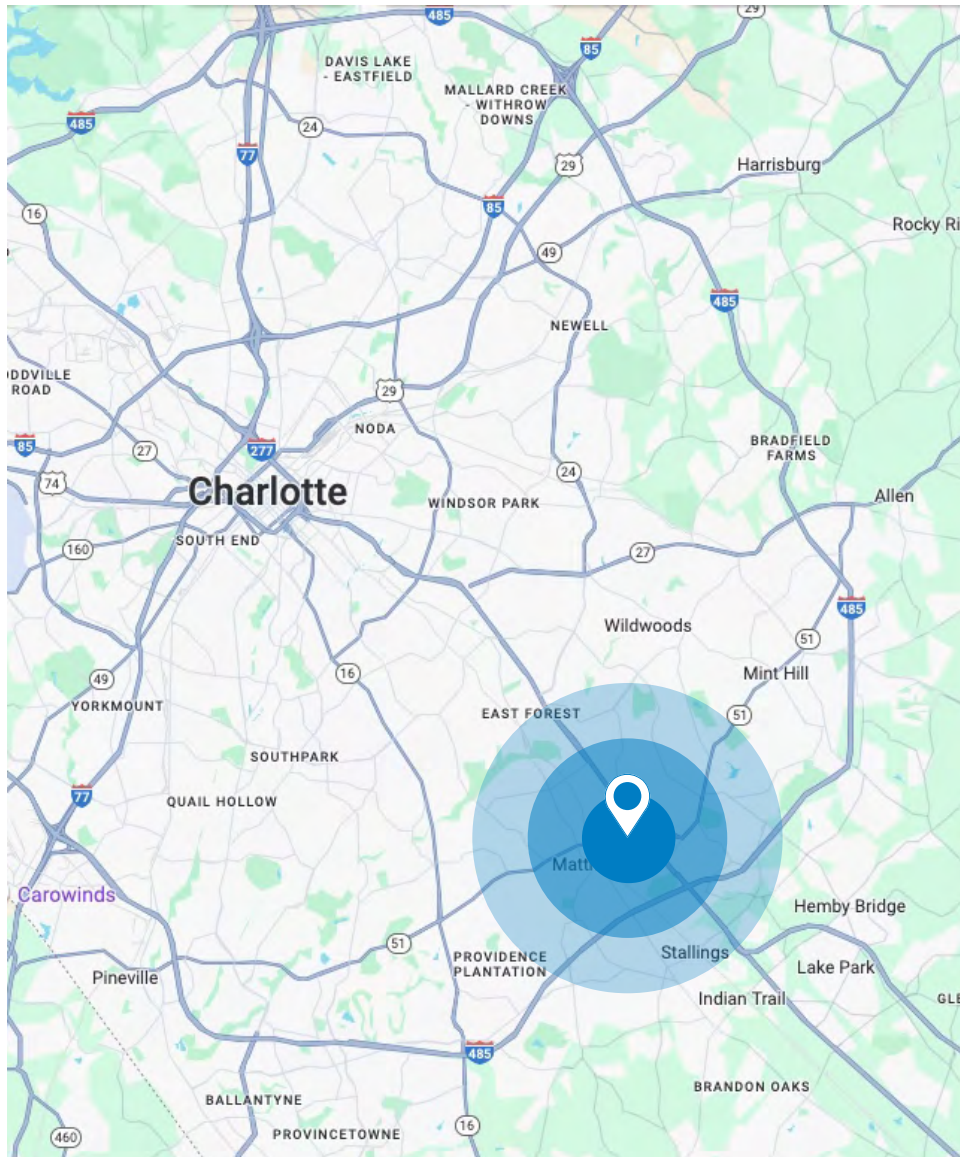 485
29
85
DAVIS LAKE
- EASTFIELD
MALLARD CREEK
- WITHROW
DOWNS
485
24
77
29
Harrisburg
85
16
Rocky Ri
49
485
NEWELL
ODDVILLE
ROAD
29
NODA
85
27
277
BRADFIELD
FARMS
24
74
Charlotte
WINDSOR PARK
Allen
SOUTH END
160
27
485
Wildwoods
51
16
Mint Hill
49
YORKMOUNT
EAST FOREST
51
SOUTHPARK
77
QUAIL HOLLOW
Matt
Carowinds
Hemby Bridge
51
PROVIDENCE
PLANTATION
Stallings
Pineville
Lake Park
Indian Trail
GLE
485
BRANDON OAKS
BALLANTYNE
16
460
PROVINCETOWNE